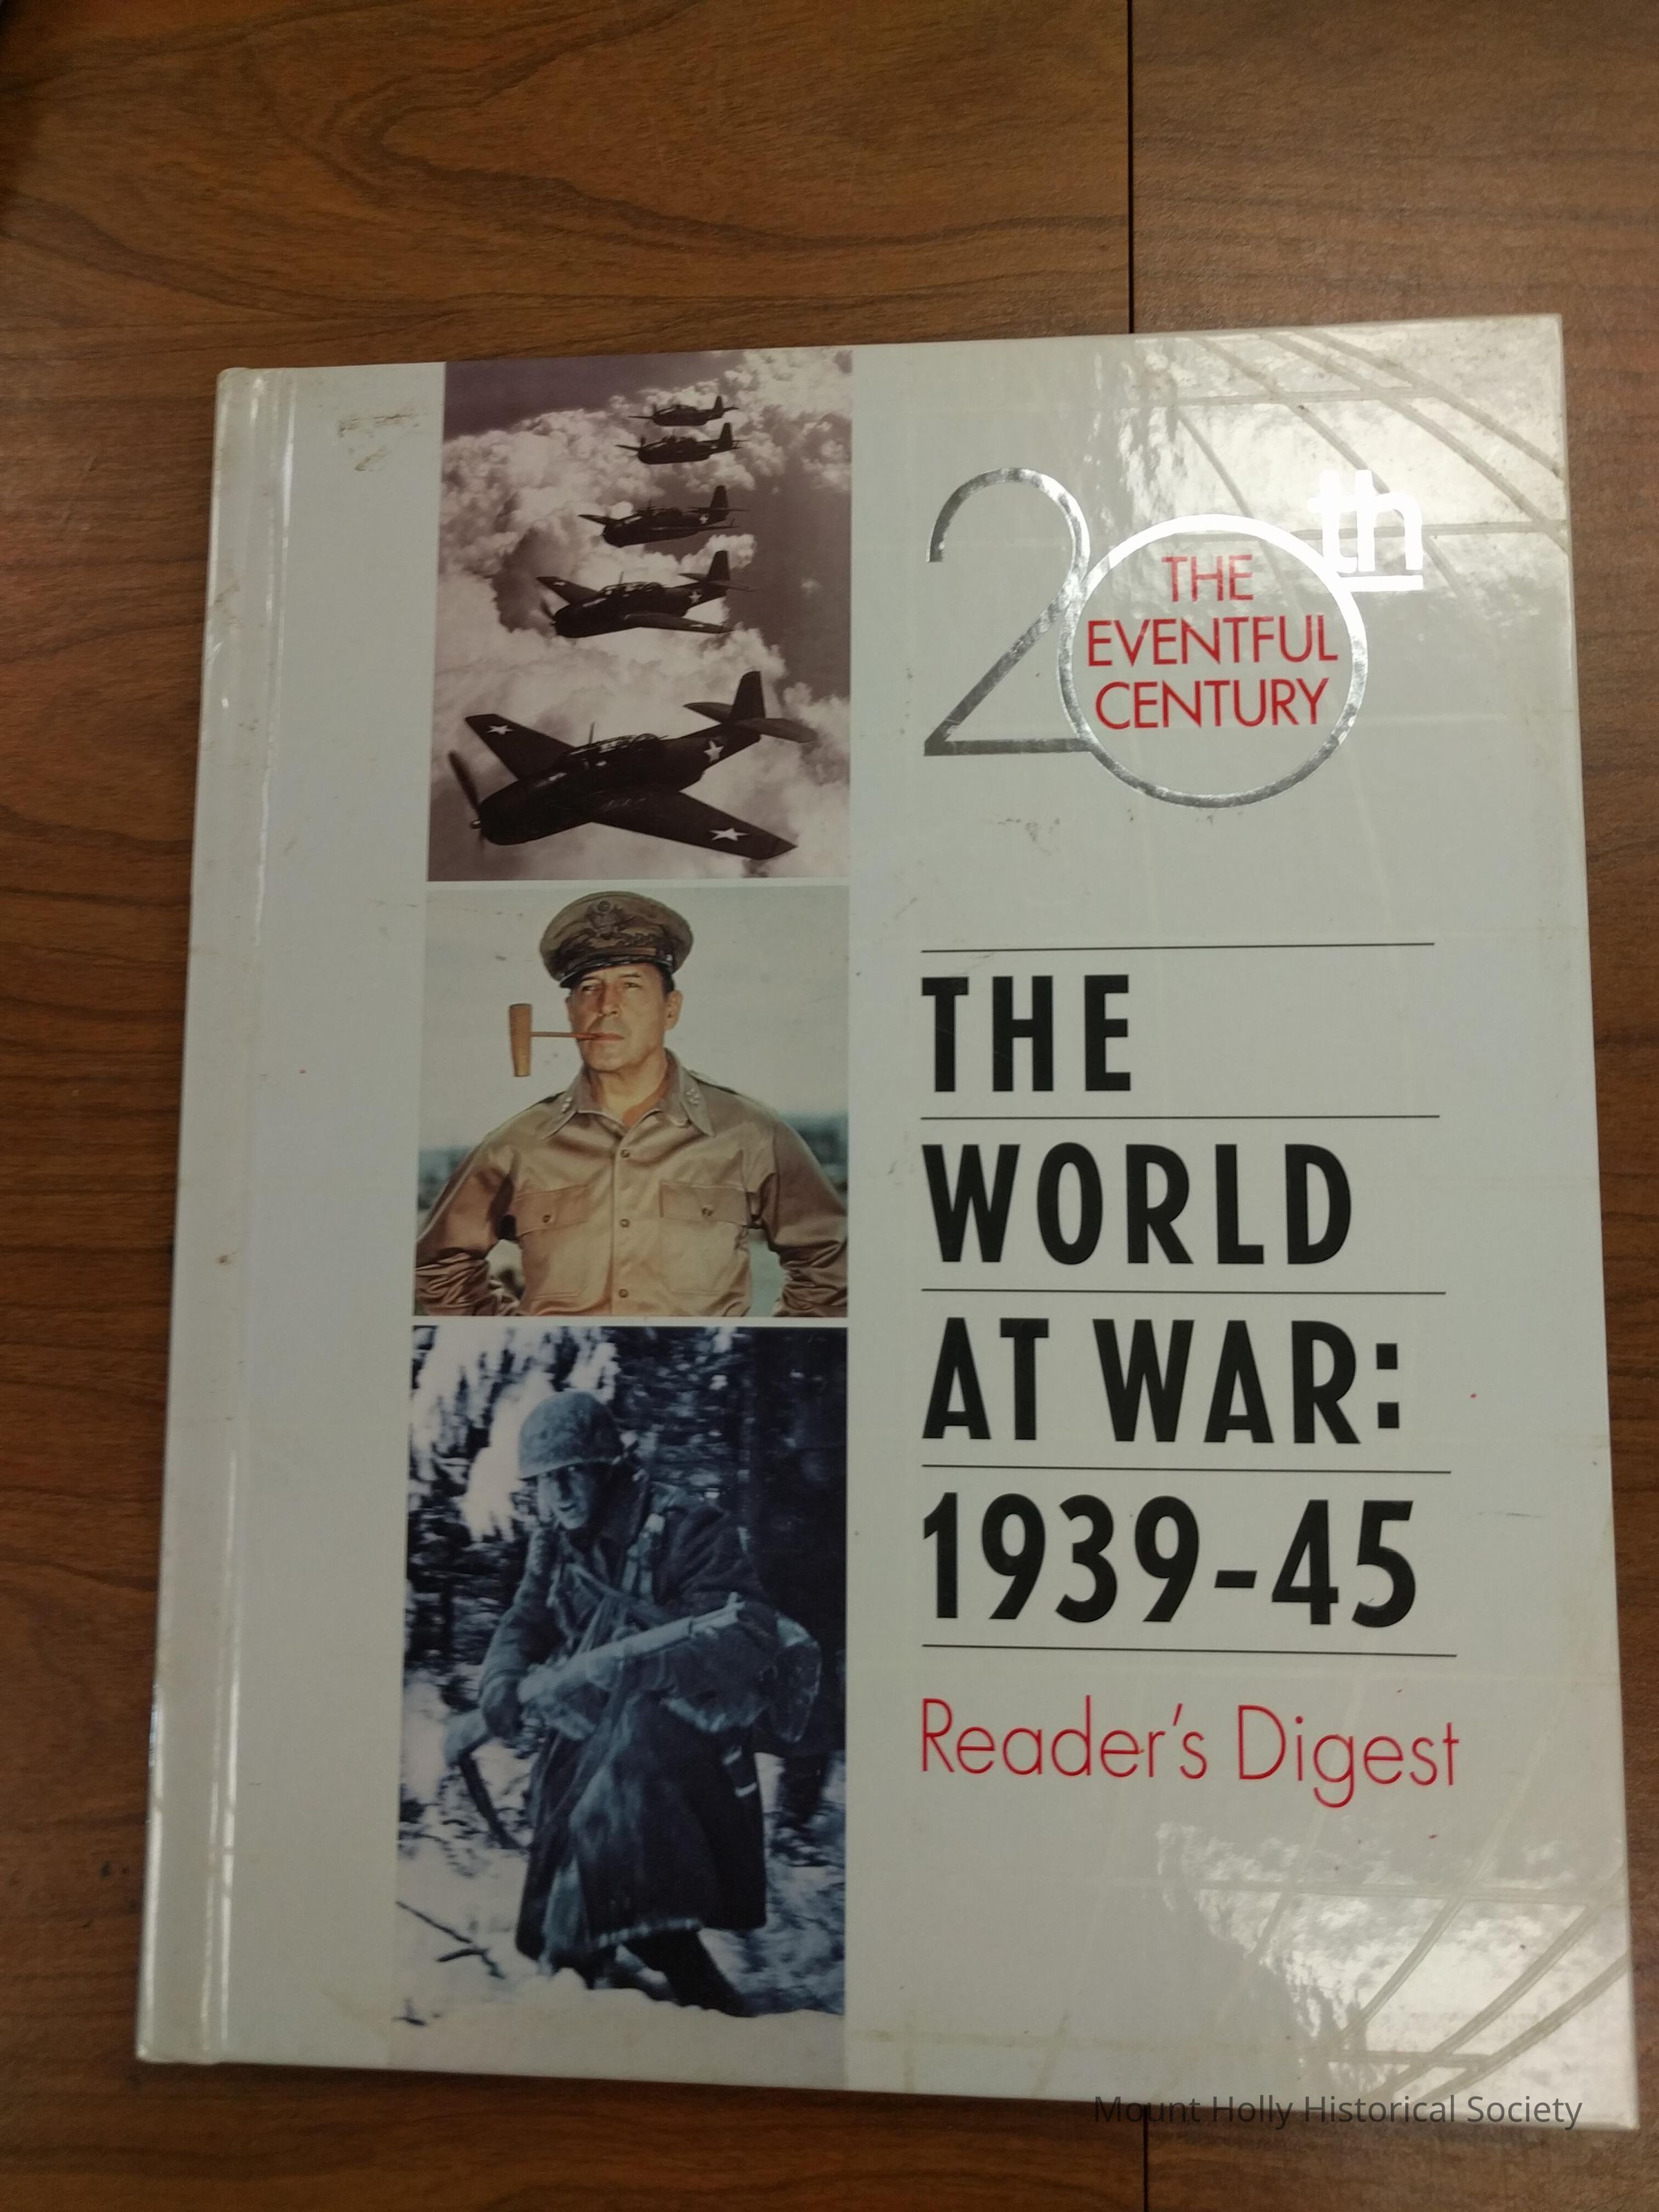 20th
THE
EVENTFUL
CENTURY
THE
WORLD
AT WAR:
1939-45
Reader's Digest
Mount Holly Historical Society